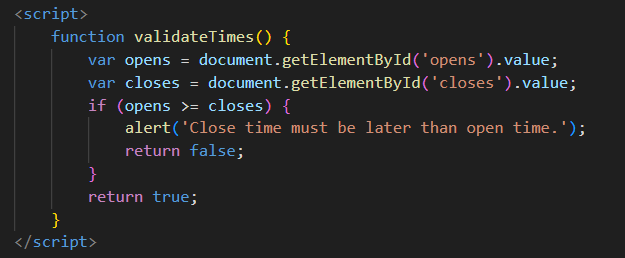 <script>
function validateTimes() {
var opens = document.getElementById('opens').value;
var closes = document.getElementById('closes').value;
if (opens >= closes) {
alert('Close time must be later than open time.');
return false;
}
return true;
}
</script>